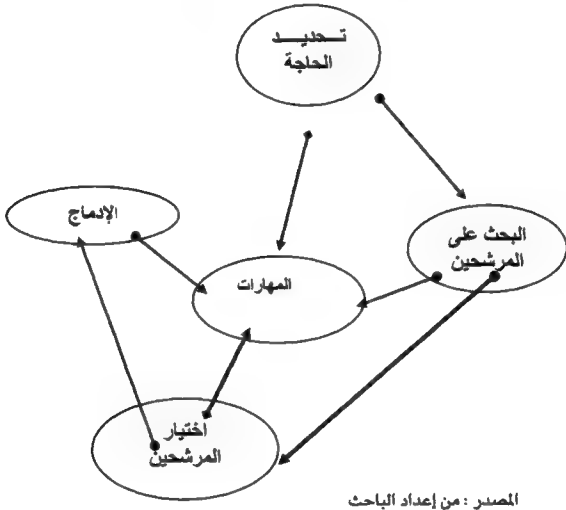 تحديد
الحاجة
الإدماج
البحث على
المرشحين
المهارات
اختيار
المرشحين
المصدر : من إعداد الباحث